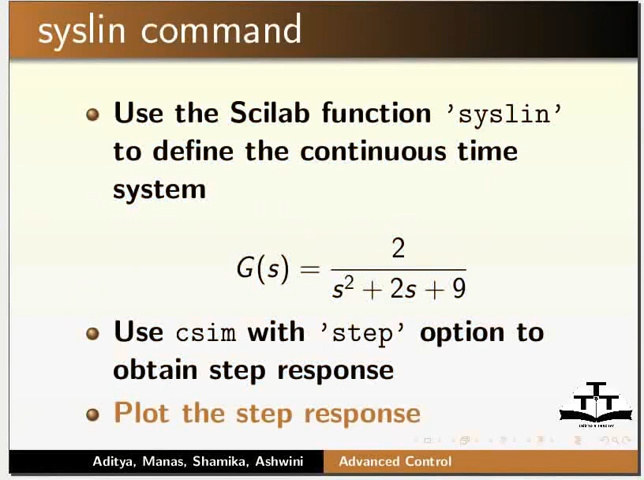 syslin command
Use the Scilab function 'syslin'
to define the continuous time
system
G(s) = 2 / (s² + 2s + 9)
Use csim with 'step' option to
obtain step response
Plot the step response
TTT
Aditya, Manas, Shamika, Ashwini Advanced Control